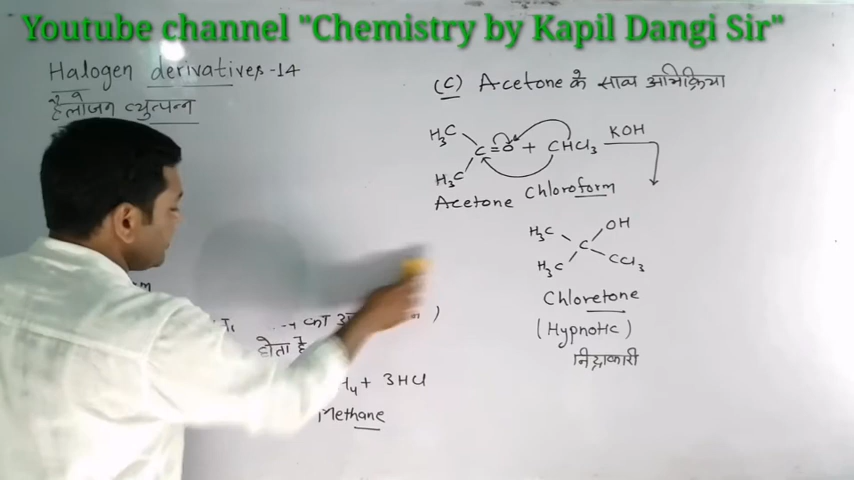 Youtube channel "Chemistry by Kapil Dangi Sir"
Halogen derivatives-14
हैलोजन व्युत्पन्न
होता है
H₄ + 3HCl
Methane
(C) Acetone के साथ अभिक्रिया
H₃C
C=O + CHCl₃ KOH
H₃C
Acetone Chloroform
H₃C OH
C
H₃C CCl₃
Chloretone
(Hypnotic)
निद्राकारी